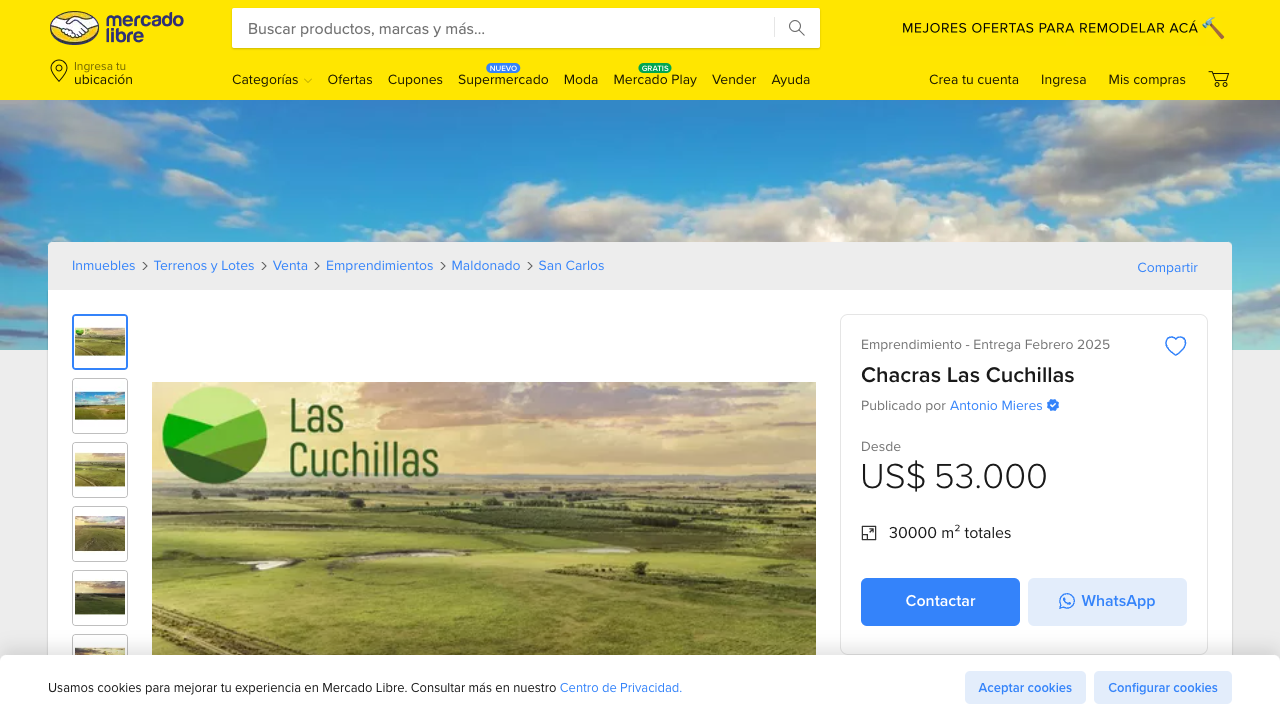 mercado
libre
Buscar productos, marcas y más...
MEJORES OFERTAS PARA REMODELAR ACÁ
Ingresa tu
ubicación
Categorías
Ofertas
Cupones
Supermercado
NUEVO
Moda
Mercado Play
GRATIS
Vender
Ayuda
Crea tu cuenta
Ingresa
Mis compras
Inmuebles
Terrenos y Lotes
Venta
Emprendimientos
Maldonado
San Carlos
Compartir
Las
Cuchillas
Emprendimiento - Entrega Febrero 2025
Chacras Las Cuchillas
Publicado por Antonio Mieres
Desde
US$ 53.000
30000 m² totales
Contactar
WhatsApp
Usamos cookies para mejorar tu experiencia en Mercado Libre. Consultar más en nuestro Centro de Privacidad.
Aceptar cookies
Configurar cookies